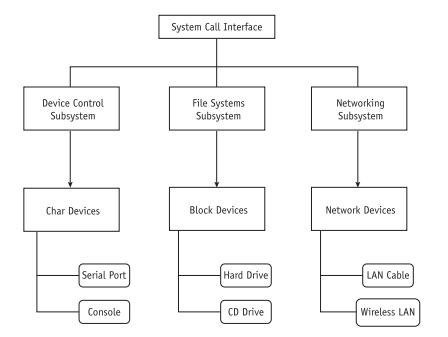 System Call Interface
Device Control
Subsystem
File Systems
Subsystem
Networking
Subsystem
Char Devices
Block Devices
Network Devices
Serial Port
Hard Drive
LAN Cable
Console
CD Drive
Wireless LAN